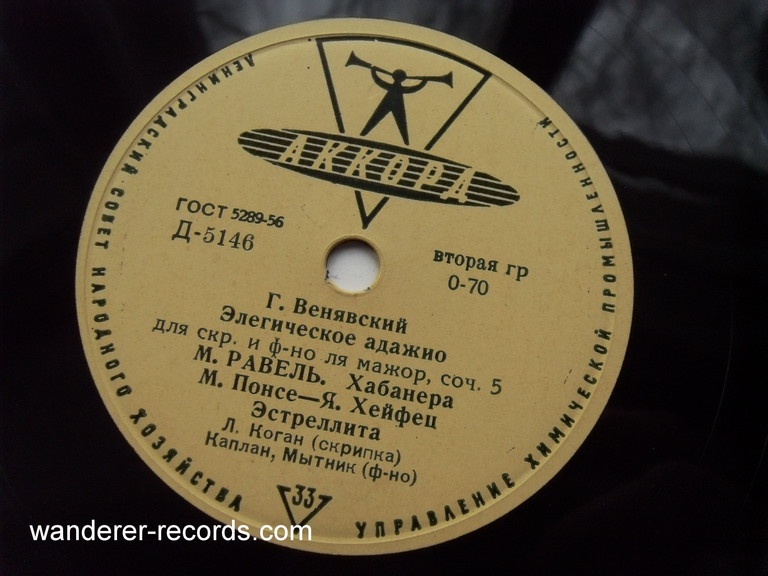 ЛЕНИНГРАДСКИЙ СОВЕТ НАРОДНОГО ХОЗЯЙСТВА
УПРАВЛЕНИЕ ХИМИЧЕСКОЙ ПРОМЫШЛЕННОСТИ
АККОРД
ГОСТ 5289-56
Д-5146
вторая гр
0-70
Г. Венявский
Элегическое адажио
для скр. и ф-но ля мажор, соч. 5
М. РАВЕЛЬ. Хабанера
М. Понсе—Я. Хейфец
Эстреллита
Л. Коган (скрипка)
Каплан, Мытник (ф-но)
33
wanderer-records.com